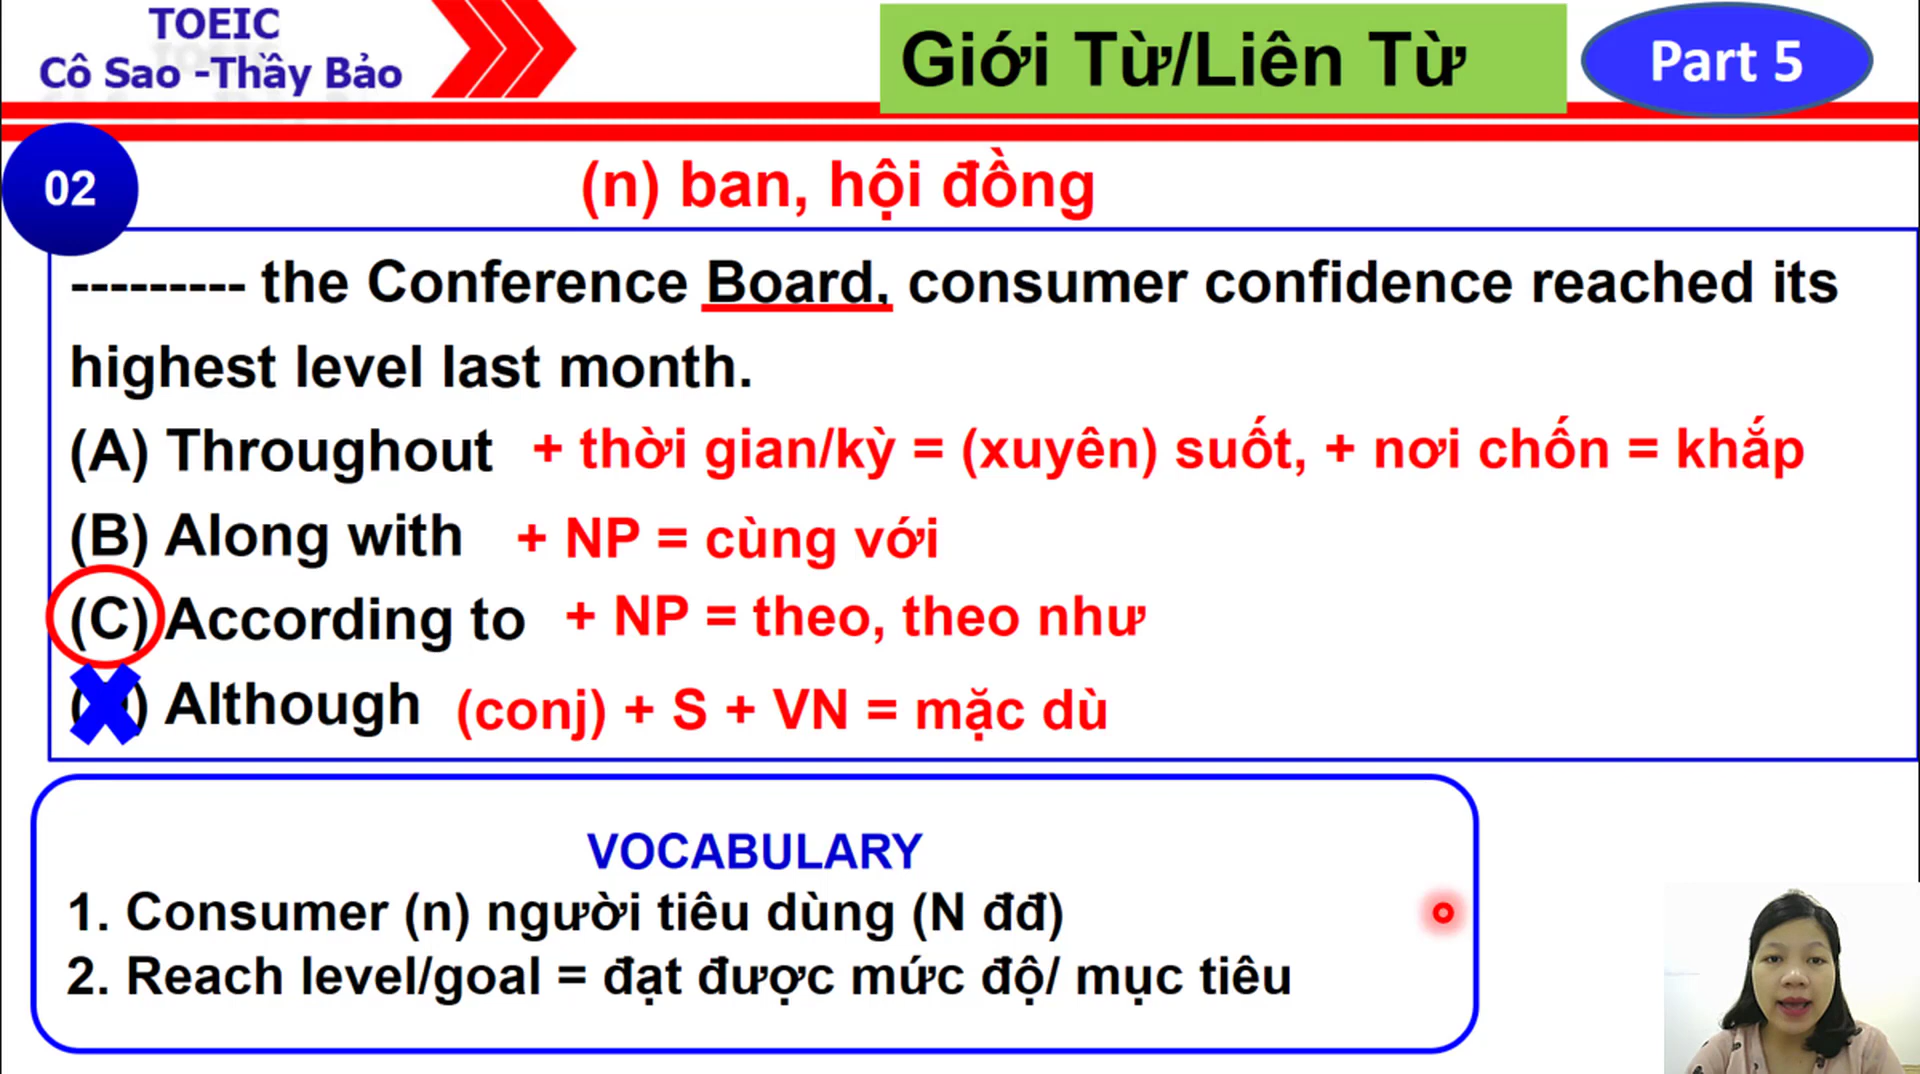 TOEIC
Cô Sao -Thầy Bảo
Giới Từ/Liên Từ
Part 5
02
(n) ban, hội đồng
--------- the Conference Board, consumer confidence reached its
highest level last month.
(A) Throughout + thời gian/kỳ = (xuyên) suốt, + nơi chốn = khắp
(B) Along with + NP = cùng với
(C) According to + NP = theo, theo như
Although (conj) + S + VN = mặc dù
VOCABULARY
1. Consumer (n) người tiêu dùng (N đđ)
2. Reach level/goal = đạt được mức độ/ mục tiêu